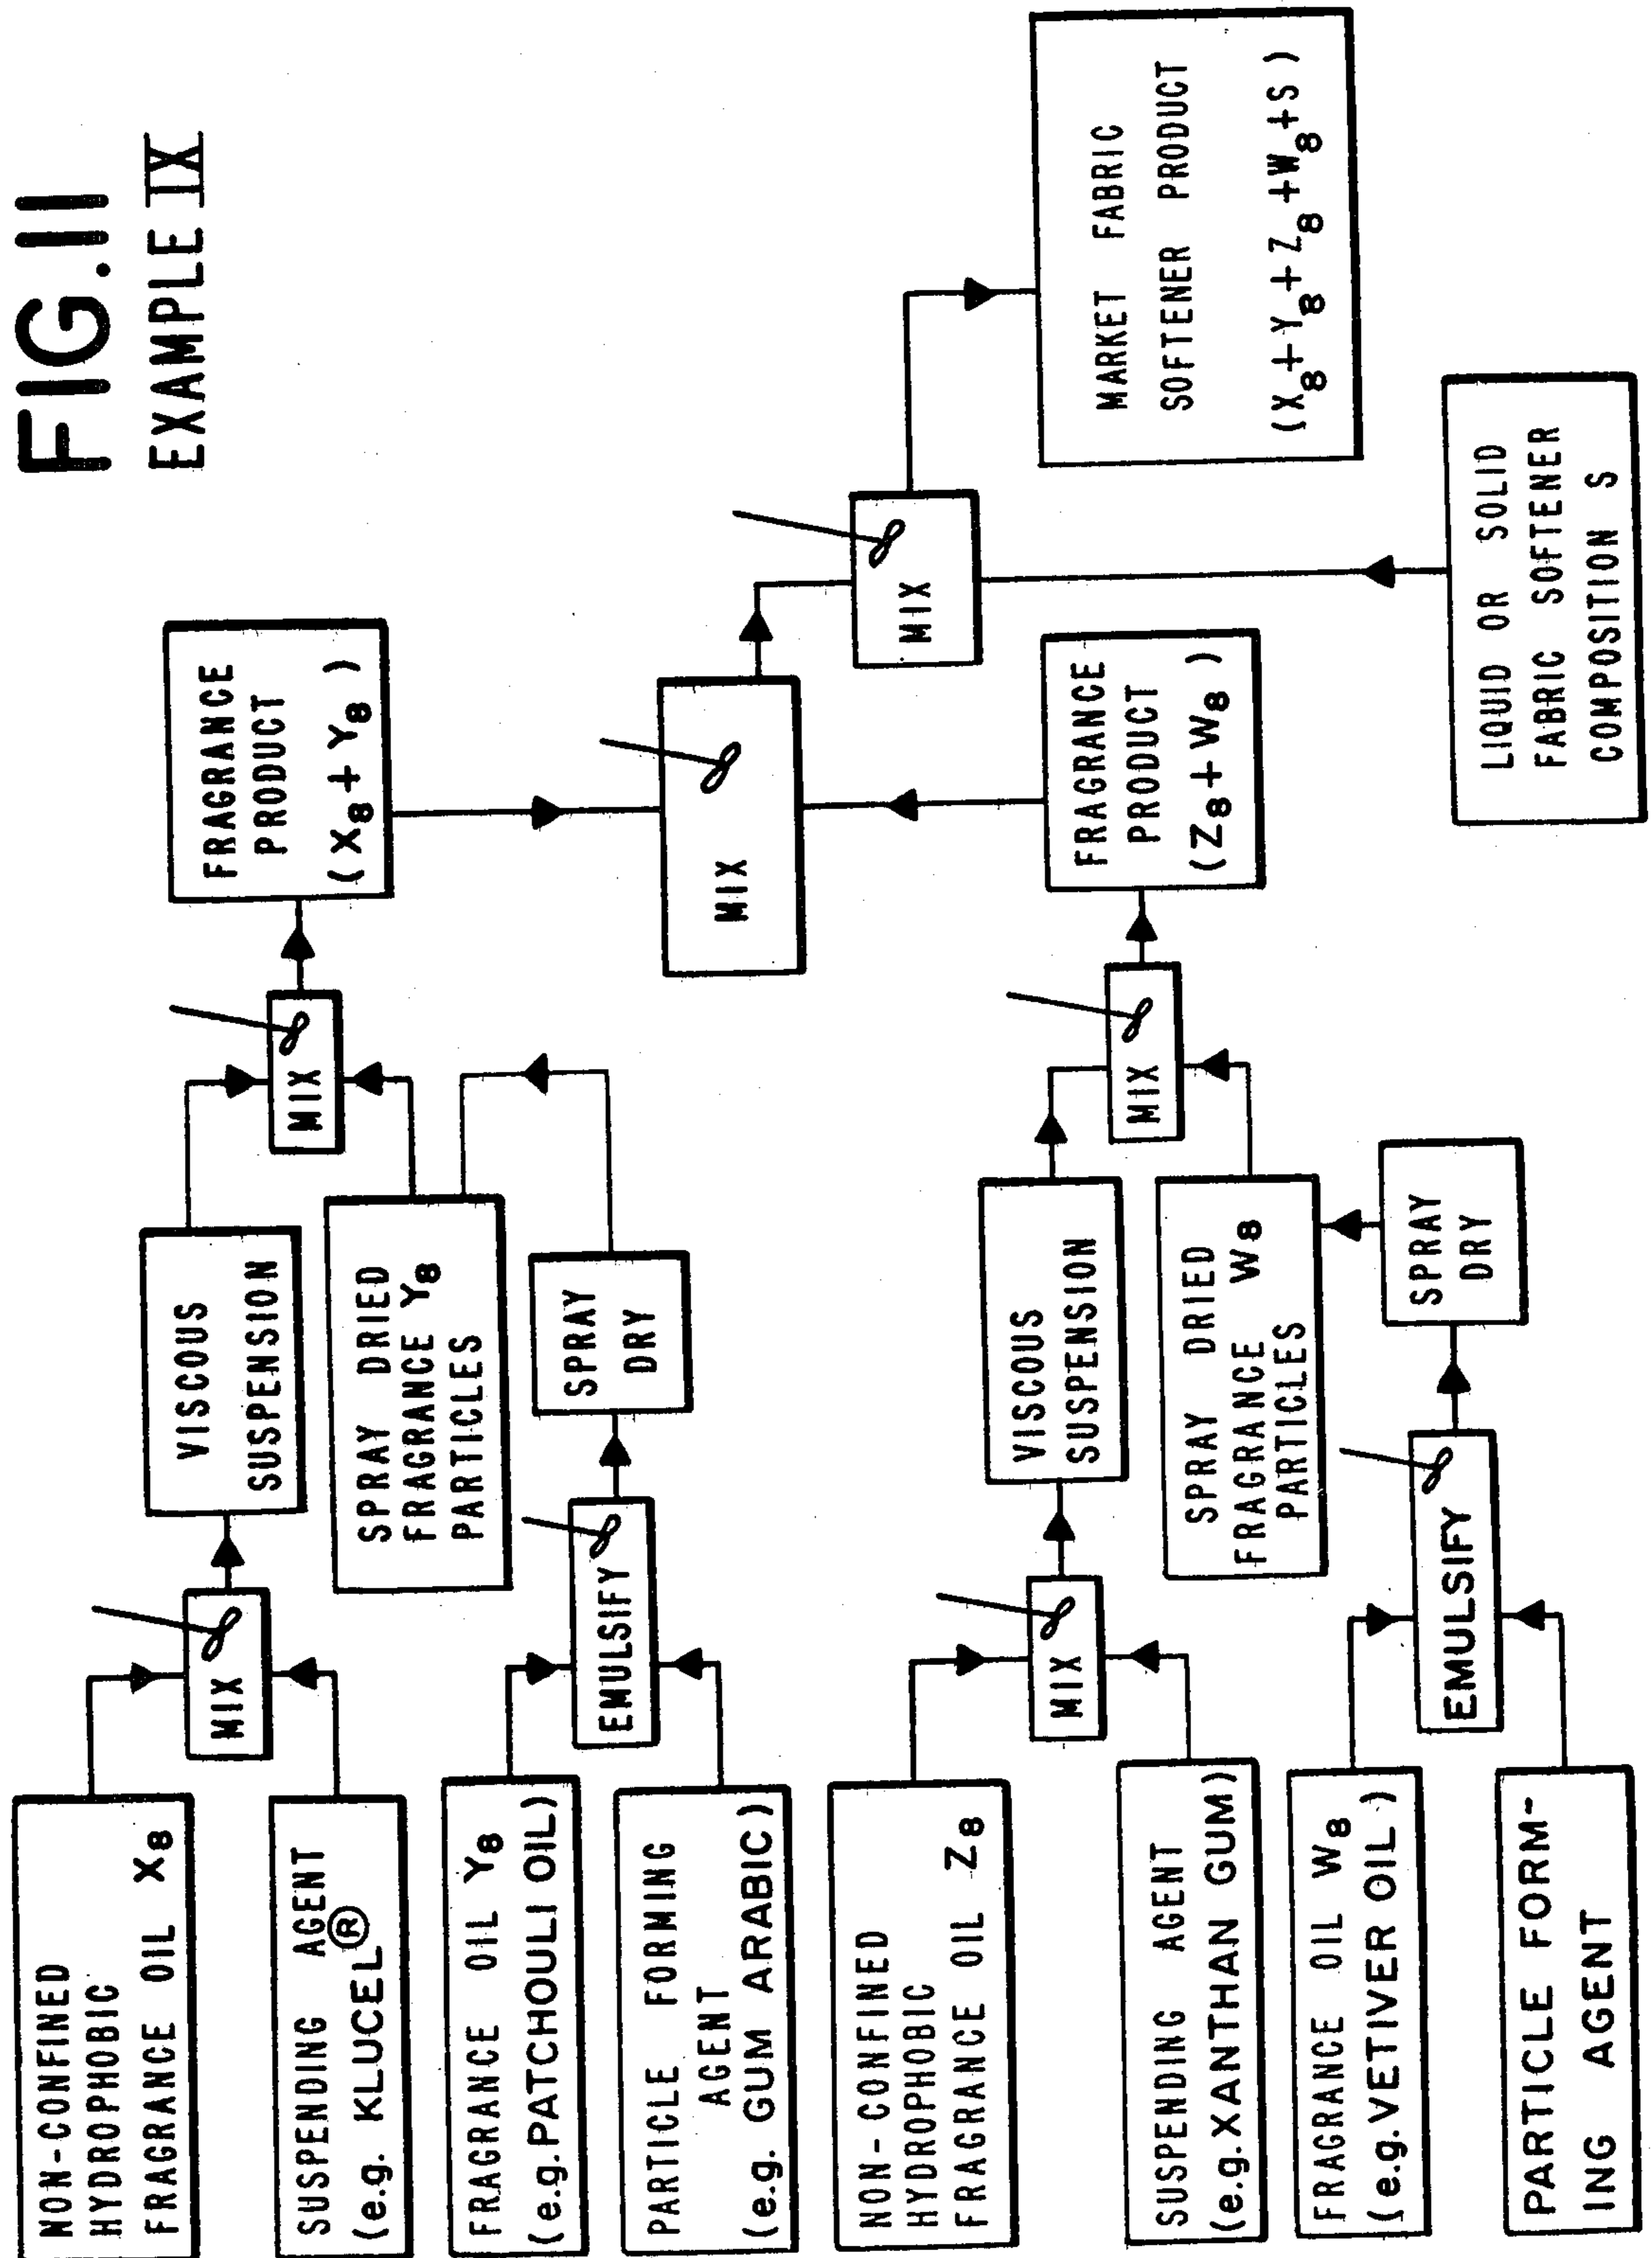 FIG.11
EXAMPLE IX
NON-CONFINED
HYDROPHOBIC
FRAGRANCE OIL X8
SUSPENDING AGENT
(e.g. KLUCEL®
MIX
VISCOUS
SUSPENSION
FRAGRANCE OIL Y8
(e.g. PATCHOULI OIL)
PARTICLE FORMING
AGENT
(e.g. GUM ARABIC)
EMULSIFY
SPRAY
DRY
SPRAY DRIED
FRAGRANCE Y8
PARTICLES
MIX
FRAGRANCE
PRODUCT
(X8+Y8)
NON-CONFINED
HYDROPHOBIC
FRAGRANCE OIL Z8
SUSPENDING AGENT
(e.g. XANTHAN GUM)
MIX
VISCOUS
SUSPENSION
FRAGRANCE OIL W8
(e.g. VETIVER OIL)
PARTICLE FORM-
ING AGENT
EMULSIFY
SPRAY
DRY
SPRAY DRIED
FRAGRANCE W8
PARTICLES
MIX
FRAGRANCE
PRODUCT
(Z8+W8)
MIX
MIX
LIQUID OR SOLID
FABRIC SOFTENER
COMPOSITION S
MARKET FABRIC
SOFTENER PRODUCT
(X8+Y8+Z8+W8+S)